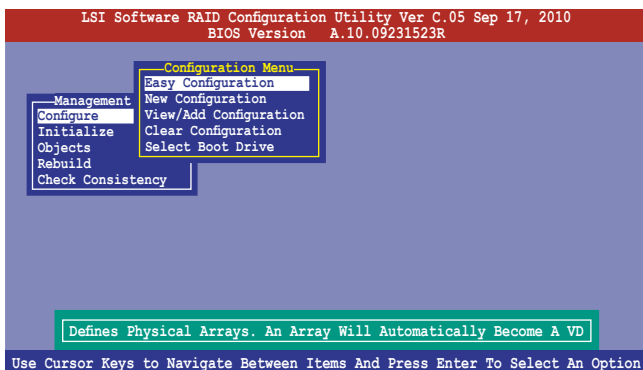 LSI Software RAID Configuration Utility Ver C.05 Sep 17, 2010
BIOS Version A.10.09231523R
Configuration Menu
Easy Configuration
New Configuration
View/Add Configuration
Clear Configuration
Select Boot Drive
Management
Configure
Initialize
Objects
Rebuild
Check Consistency
Defines Physical Arrays. An Array Will Automatically Become A VD
Use Cursor Keys to Navigate Between Items And Press Enter To Select An Option